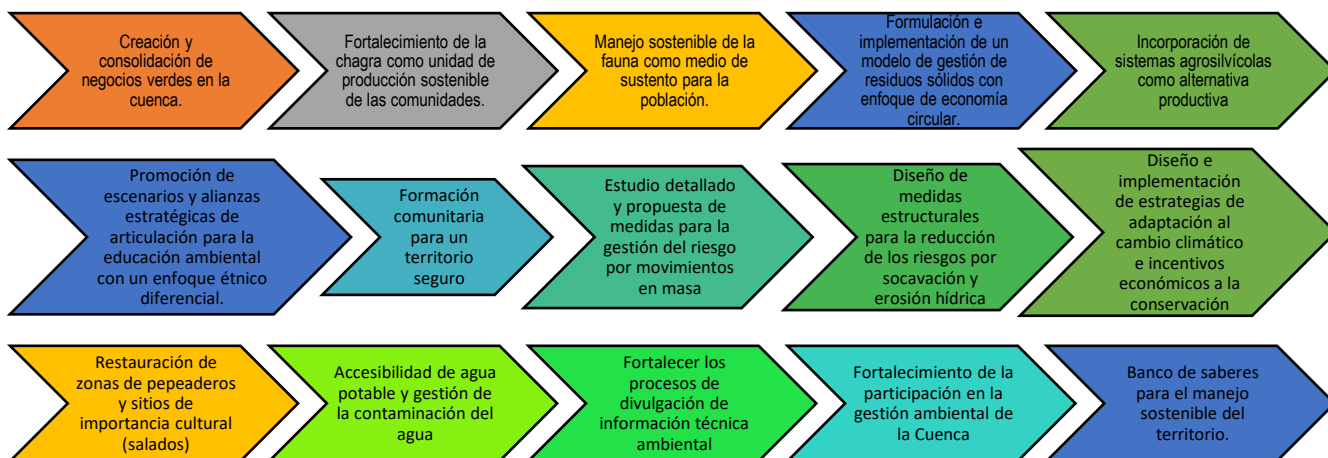 Creación y
consolidación de
negocios verdes en la
cuenca.
Fortalecimiento de la
chagra como unidad de
producción sostenible
de las comunidades.
Manejo sostenible de la
fauna como medio de
sustento para la
población.
Formulación e
implementación de un
modelo de gestión de
residuos sólidos con
enfoque de economía
circular.
Incorporación de
sistemas agrosilvícolas
como alternativa
productiva
Promoción de
escenarios y alianzas
estratégicas de
articulación para la
educación ambiental
con un enfoque étnico
diferencial.
Formación
comunitaria
para un
territorio
seguro
Estudio detallado
y propuesta de
medidas para la
gestión del riesgo
por movimientos
en masa
Diseño de
medidas
estructurales
para la reducción
de los riesgos por
socavación y
erosión hídrica
Diseño e
implementación
de estrategias de
adaptación al
cambio climático
e incentivos
económicos a la
conservación
Restauración de
zonas de pepeaderos
y sitios de
importancia cultural
(salados)
Accesibilidad de agua
potable y gestión de
la contaminación del
agua
Fortalecer los
procesos de
divulgación de
información técnica
ambiental
Fortalecimiento de la
participación en la
gestión ambiental de
la Cuenca
Banco de saberes
para el manejo
sostenible del
territorio.